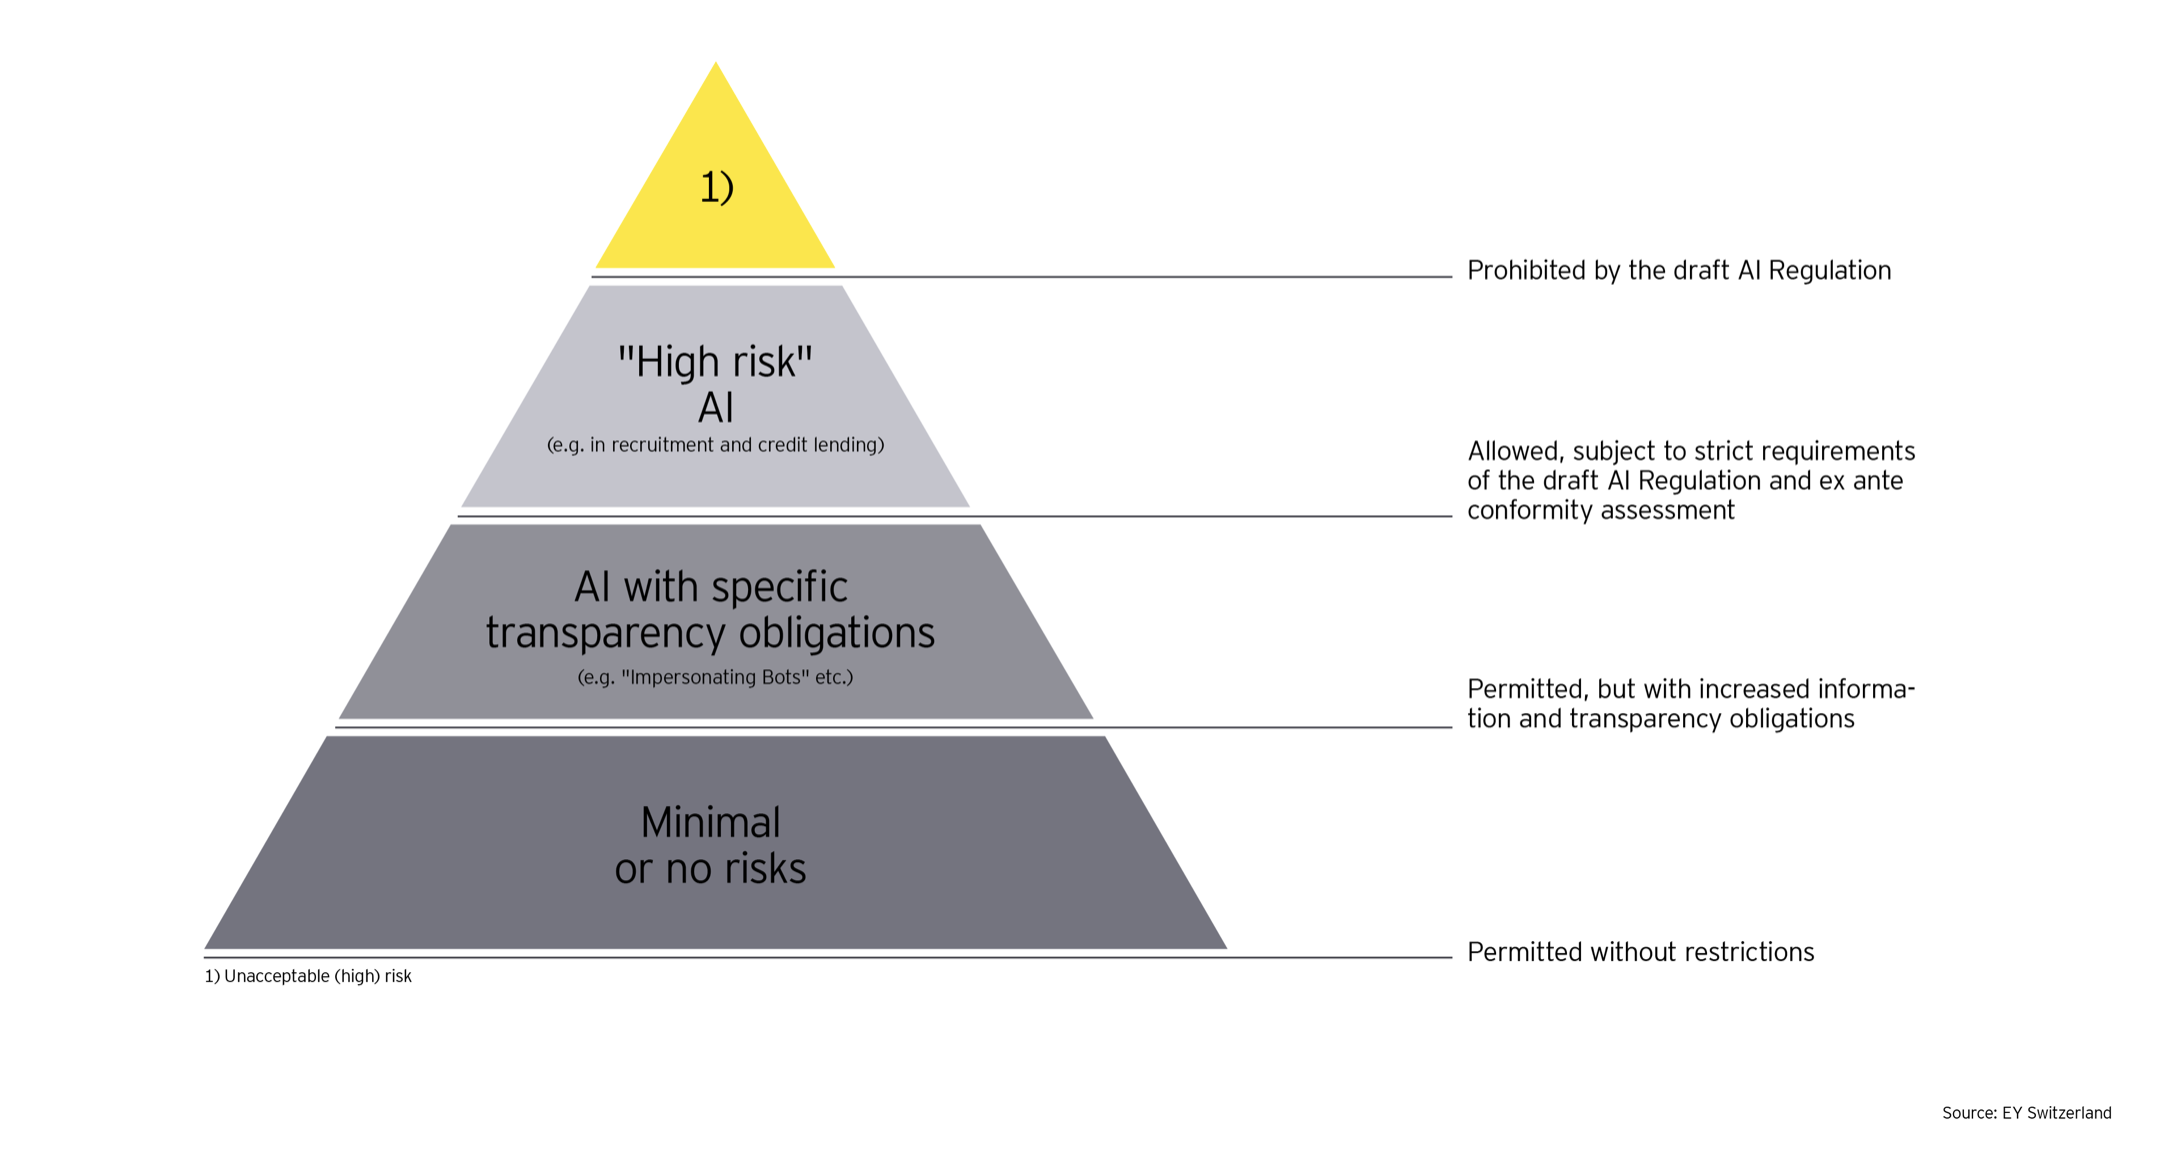 1)
Prohibited by the draft AI Regulation
"High risk"
AI
(e.g. in recruitment and credit lending)
Allowed, subject to strict requirements
of the draft AI Regulation and ex ante
conformity assessment
AI with specific
transparency obligations
(e.g. "Impersonating Bots" etc.)
Permitted, but with increased informa-
tion and transparency obligations
Minimal
or no risks
Permitted without restrictions
1) Unacceptable (high) risk
Source: EY Switzerland